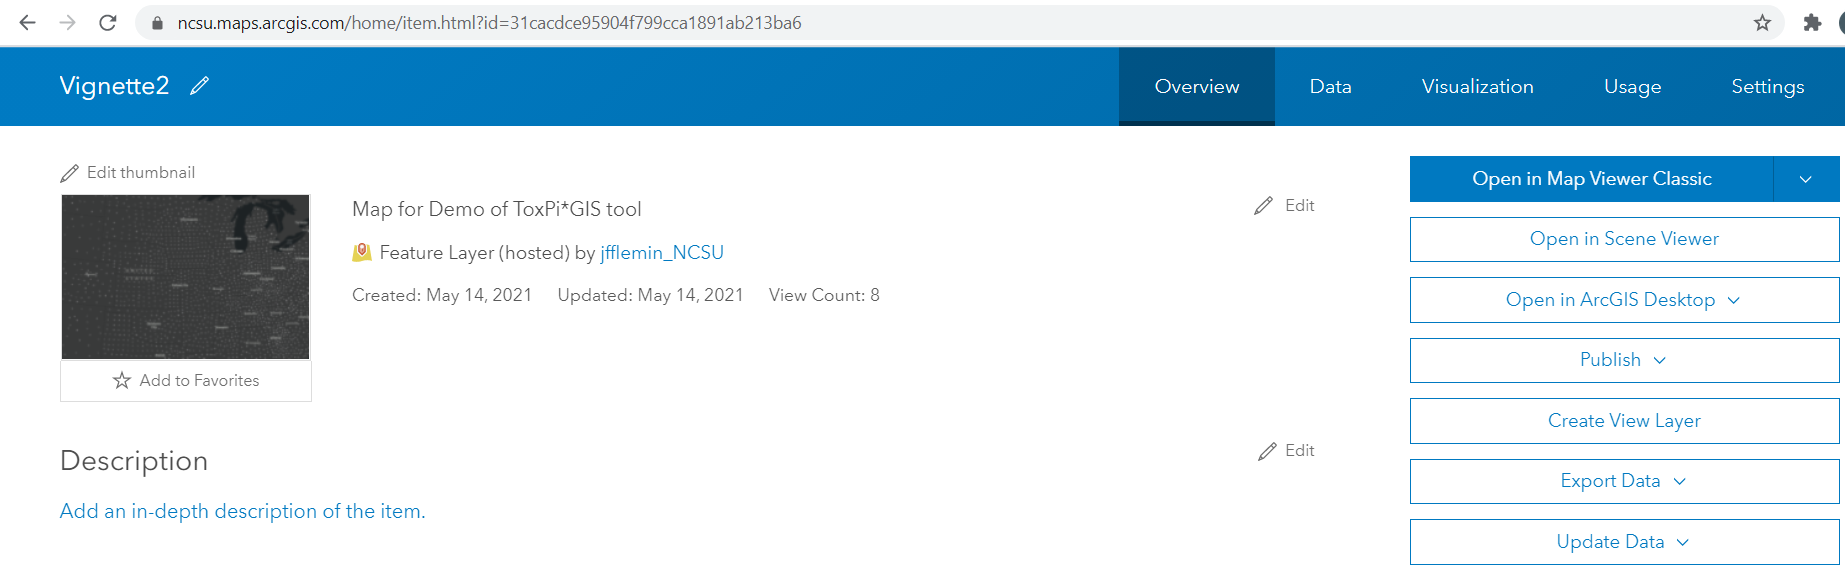 ncsu.maps.arcgis.com/home/item.html?id=31cacdce95904f799cca1891ab213ba6
Vignette2
Overview
Data
Visualization
Usage
Settings
Edit thumbnail
Add to Favorites
Map for Demo of ToxPi*GIS tool
Edit
Feature Layer (hosted) by jfflemin_NCSU
Created: May 14, 2021 Updated: May 14, 2021 View Count: 8
Description
Edit
Add an in-depth description of the item.
Open in Map Viewer Classic
Open in Scene Viewer
Open in ArcGIS Desktop
Publish
Create View Layer
Export Data
Update Data